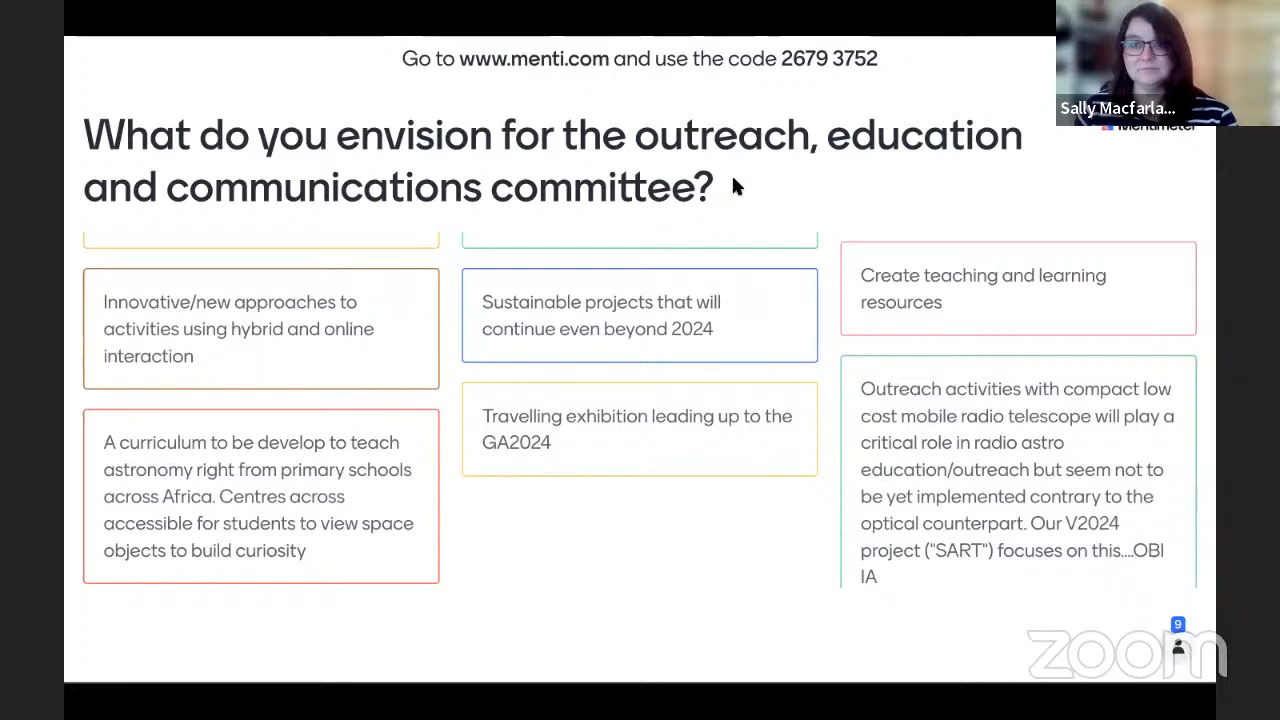 Go to www.menti.com and use the code 2679 3752
Sally Macfarla...
Mentimeter
What do you envision for the outreach, education
and communications committee?
Innovative/new approaches to
activities using hybrid and online
interaction
A curriculum to be develop to teach
astronomy right from primary schools
across Africa. Centres across
accessible for students to view space
objects to build curiosity
Sustainable projects that will
continue even beyond 2024
Travelling exhibition leading up to the
GA2024
Create teaching and learning
resources
Outreach activities with compact low
cost mobile radio telescope will play a
critical role in radio astro
education/outreach but seem not to
be yet implemented contrary to the
optical counterpart. Our V2024
project ("SART") focuses on this....OBI
IA
9
zoom